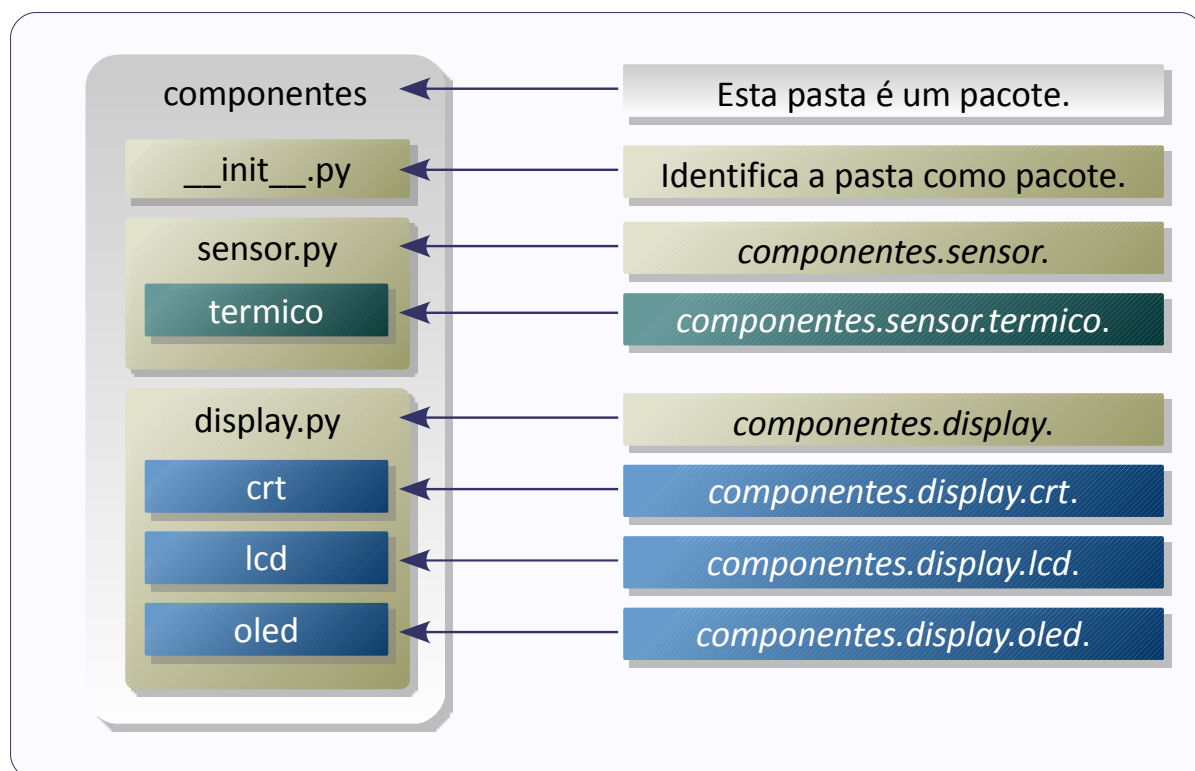 componentes
Esta pasta é um pacote.
__init__.py
Identifica a pasta como pacote.
sensor.py
componentes.sensor.
termico
componentes.sensor.termico.
display.py
componentes.display.
crt
componentes.display.crt.
lcd
componentes.display.lcd.
oled
componentes.display.oled.